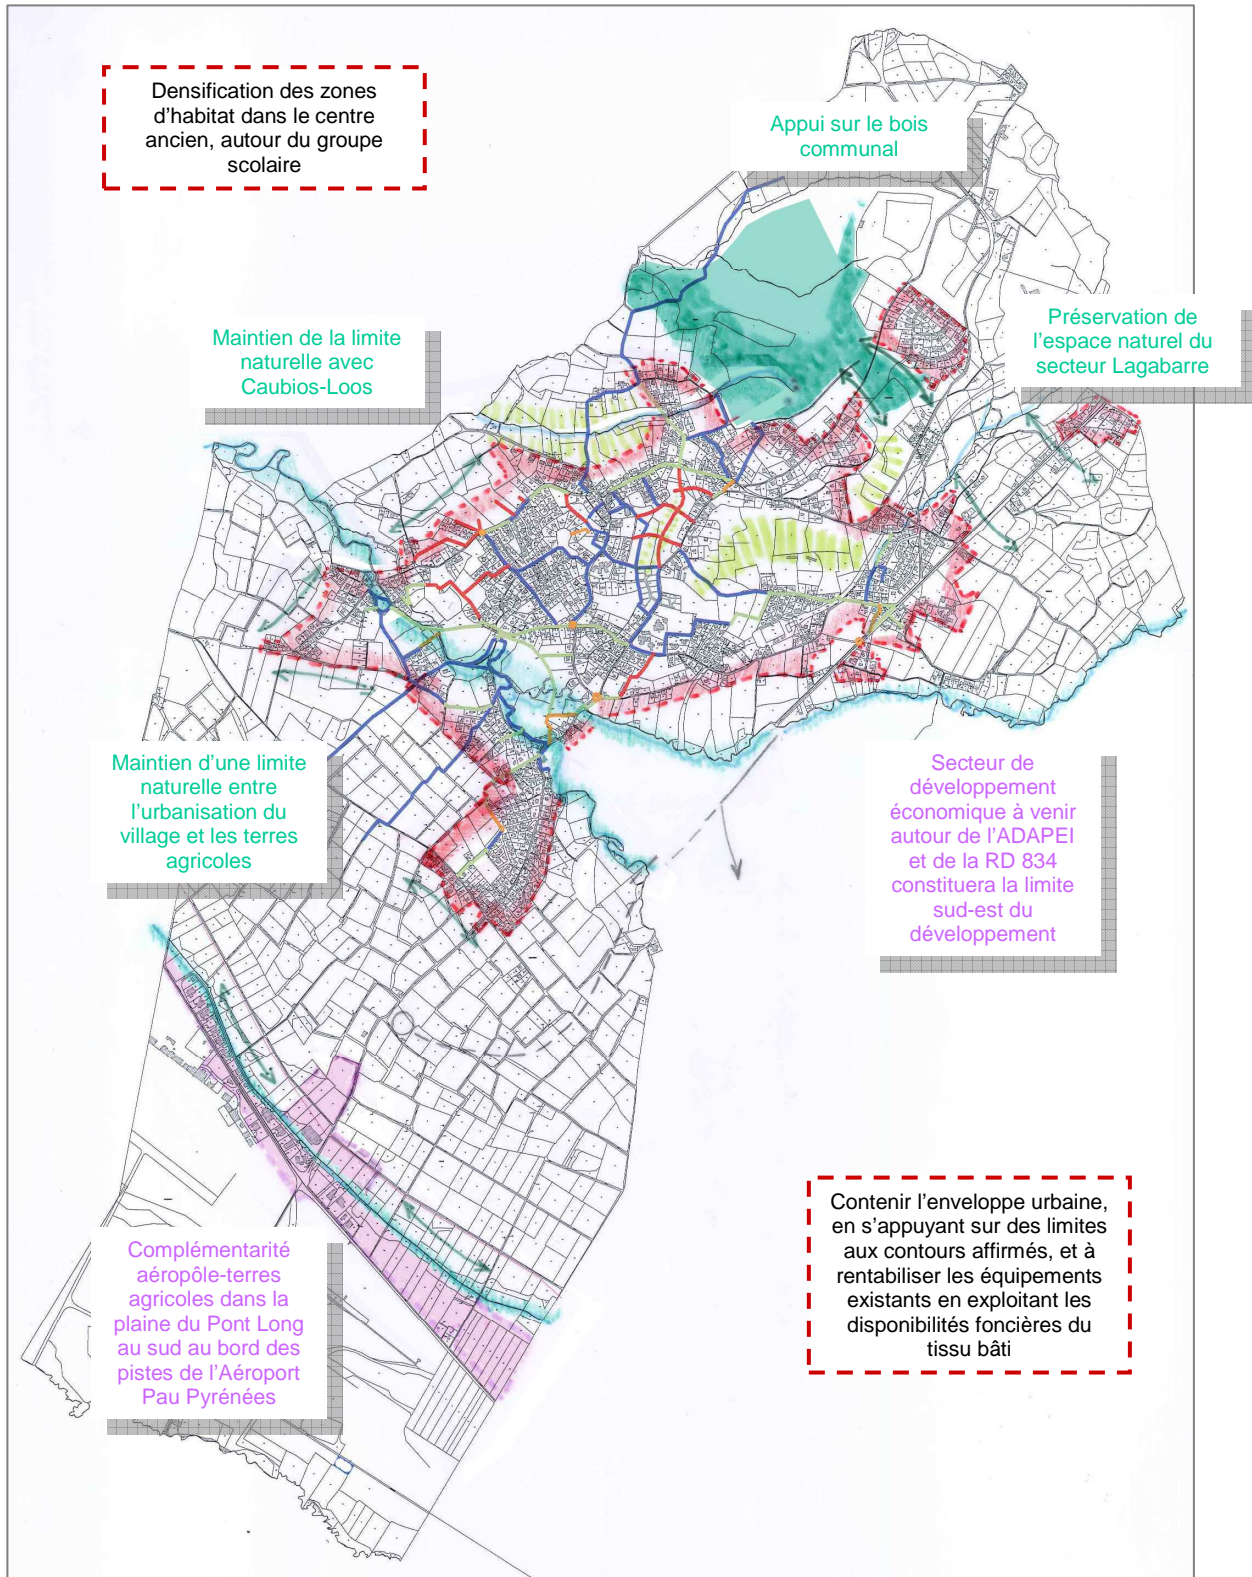 Densification des zones
d’habitat dans le centre
ancien, autour du groupe
scolaire
Appui sur le bois
communal
Maintien de la limite
naturelle avec
Caubios-Loos
Préservation de
l’espace naturel du
secteur Lagabarre
Maintien d’une limite
naturelle entre
l’urbanisation du
village et les terres
agricoles
Secteur de
développement
économique à venir
autour de l’ADAPEI
et de la RD 834
constituera la limite
sud-est du
développement
Complémentarité
aéropôle-terres
agricoles dans la
plaine du Pont Long
au sud au bord des
pistes de l’Aéroport
Pau Pyrénées
Contenir l’enveloppe urbaine,
en s’appuyant sur des limites
aux contours affirmés, et à
rentabiliser les équipements
existants en exploitant les
disponibilités foncières du
tissu bâti